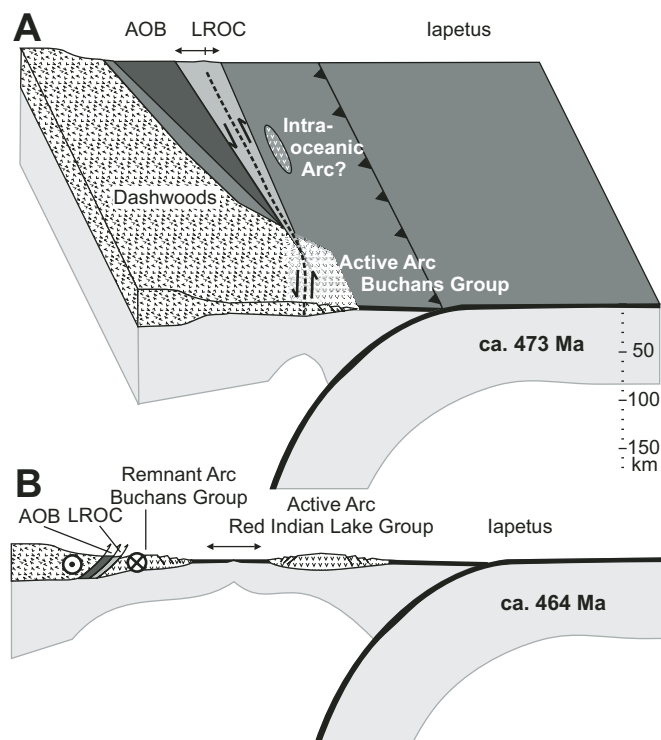 A
AOB
LROC
Iapetus
Intra-
oceanic
Arc?
Dashwoods
Active Arc
Buchans Group
ca. 473 Ma
50
100
150
km
B
Remnant Arc
Buchans Group
AOB
LROC
Active Arc
Red Indian Lake Group
Iapetus
ca. 464 Ma